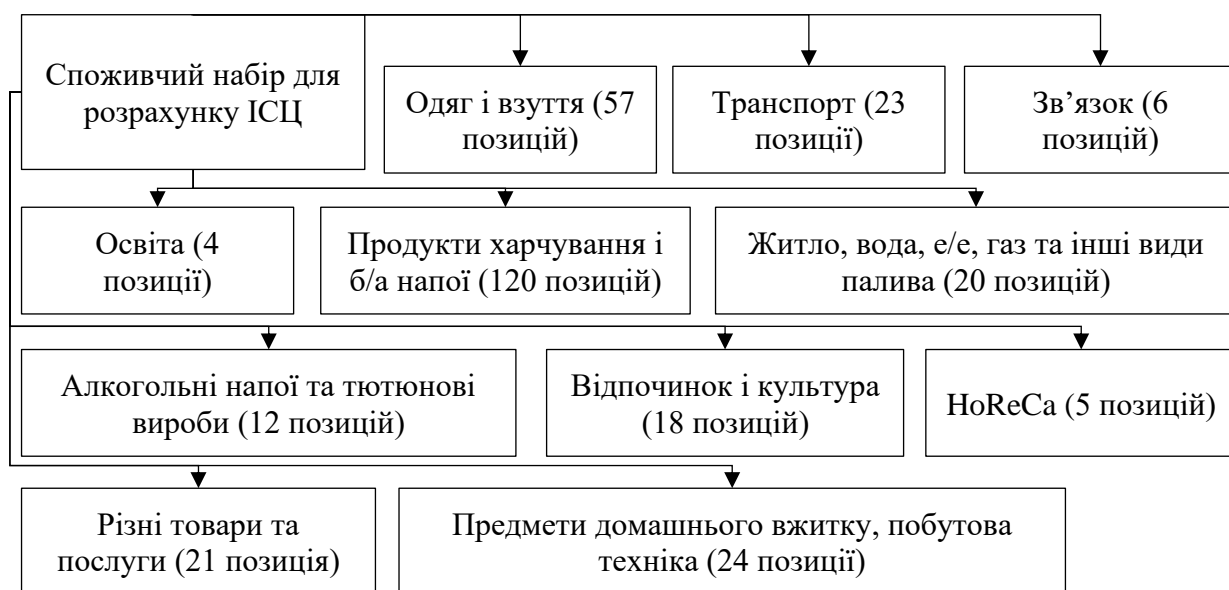 Споживчий набір для
розрахунку ІСЦ
Одяг і взуття (57
позицій)
Транспорт (23
позиції)
Зв’язок (6
позицій)
Освіта (4
позиції)
Продукти харчування і
б/а напої (120 позицій)
Житло, вода, е/е, газ та інші види
палива (20 позицій)
Алкогольні напої та тютюнові
вироби (12 позицій)
Відпочинок і культура
(18 позицій)
HoReCa (5 позицій)
Різні товари та
послуги (21 позиція)
Предмети домашнього вжитку, побутова
техніка (24 позиції)